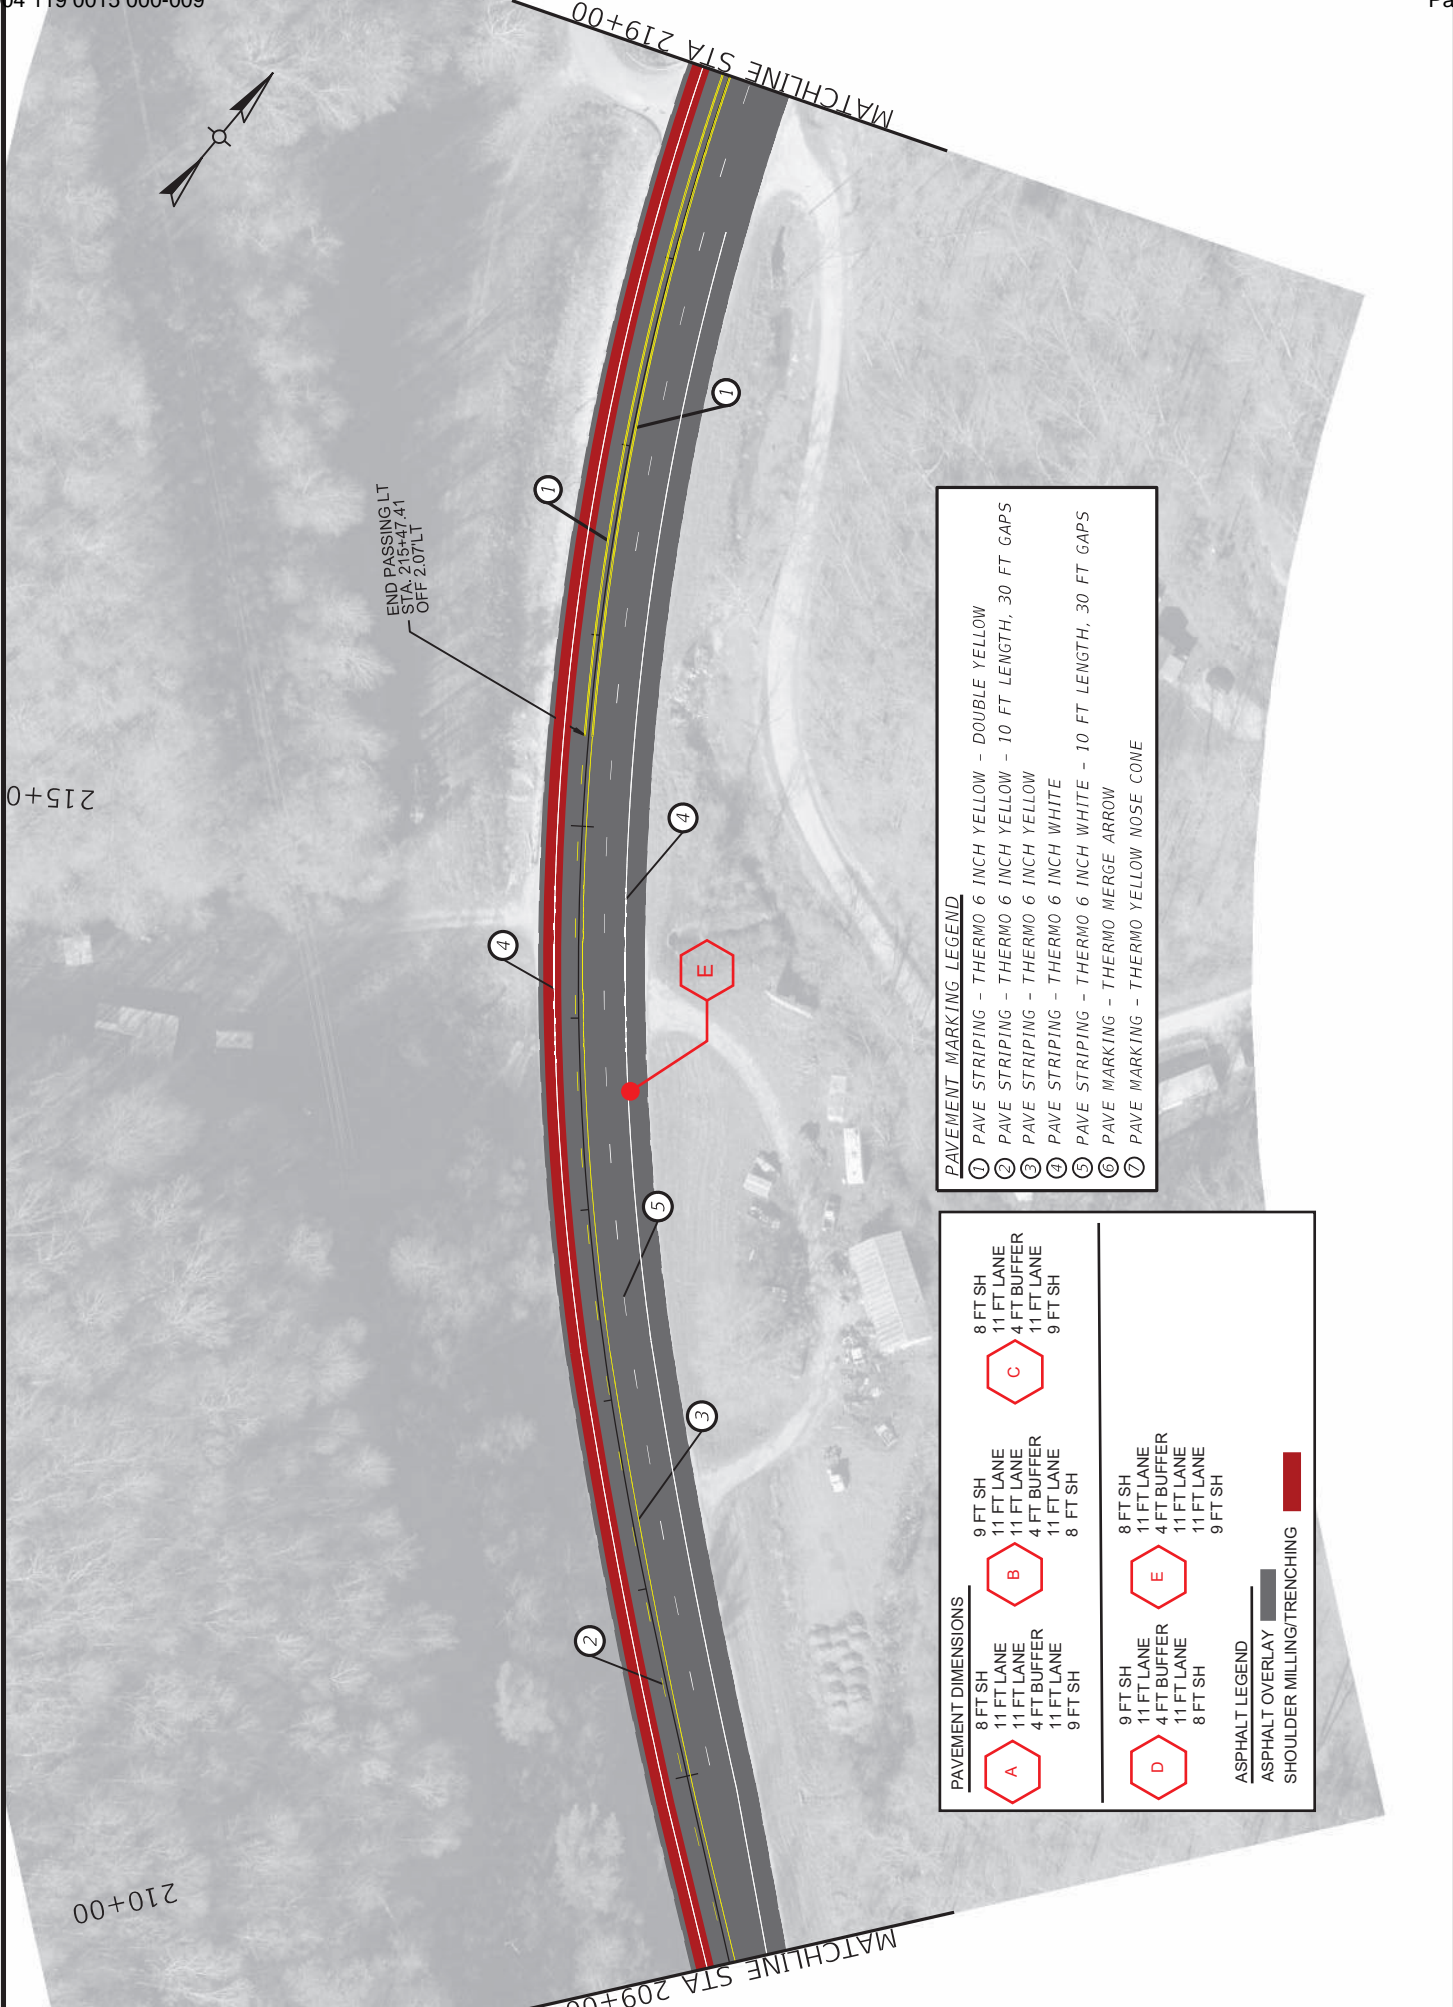 MATCHLINE STA 219+00
END PASSING LT
STA. 215+47.41
OFF 2.07'LT
1
1
4
4
E
5
3
2
210+00
MATCHLINE STA 209+00
PAVEMENT MARKING LEGEND
1 PAVE STRIPING - THERMO 6 INCH YELLOW - DOUBLE YELLOW
2 PAVE STRIPING - THERMO 6 INCH YELLOW - 10 FT LENGTH, 30 FT GAPS
3 PAVE STRIPING - THERMO 6 INCH YELLOW
4 PAVE STRIPING - THERMO 6 INCH WHITE
5 PAVE STRIPING - THERMO 6 INCH WHITE - 10 FT LENGTH, 30 FT GAPS
6 PAVE MARKING - THERMO MERGE ARROW
7 PAVE MARKING - THERMO YELLOW NOSE CONE
PAVEMENT DIMENSIONS
A
8 FT SH
11 FT LANE
11 FT LANE
4 FT BUFFER
11 FT LANE
9 FT SH
B
9 FT SH
11 FT LANE
11 FT LANE
4 FT BUFFER
11 FT LANE
8 FT SH
C
8 FT SH
11 FT LANE
4 FT BUFFER
11 FT LANE
9 FT SH
D
9 FT SH
11 FT LANE
4 FT BUFFER
11 FT LANE
8 FT SH
E
8 FT SH
11 FT LANE
4 FT BUFFER
11 FT LANE
11 FT LANE
9 FT SH
ASPHALT LEGEND
ASPHALT OVERLAY
SHOULDER MILLING/TRENCHING
215+0